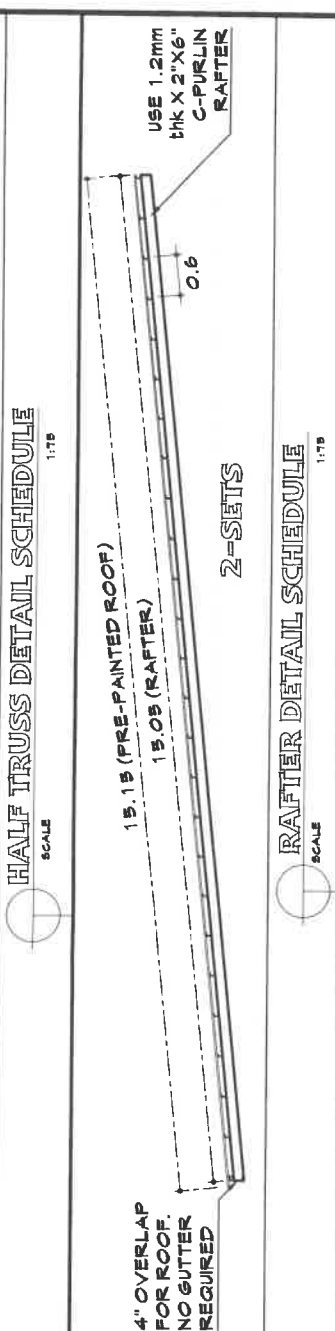 HALF TRUSS DETAIL SCHEDULE
SCALE
1:75
4" OVERLAP
FOR ROOF.
NO GUTTER
REQUIRED
15.15 (PRE-PAINTED ROOF)
15.05 (RAFTER)
0.6
USE 1.2mm
thk X 2"X6"
C-PURLIN
RAFTER
2-SETS
RAFTER DETAIL SCHEDULE
SCALE
1:75